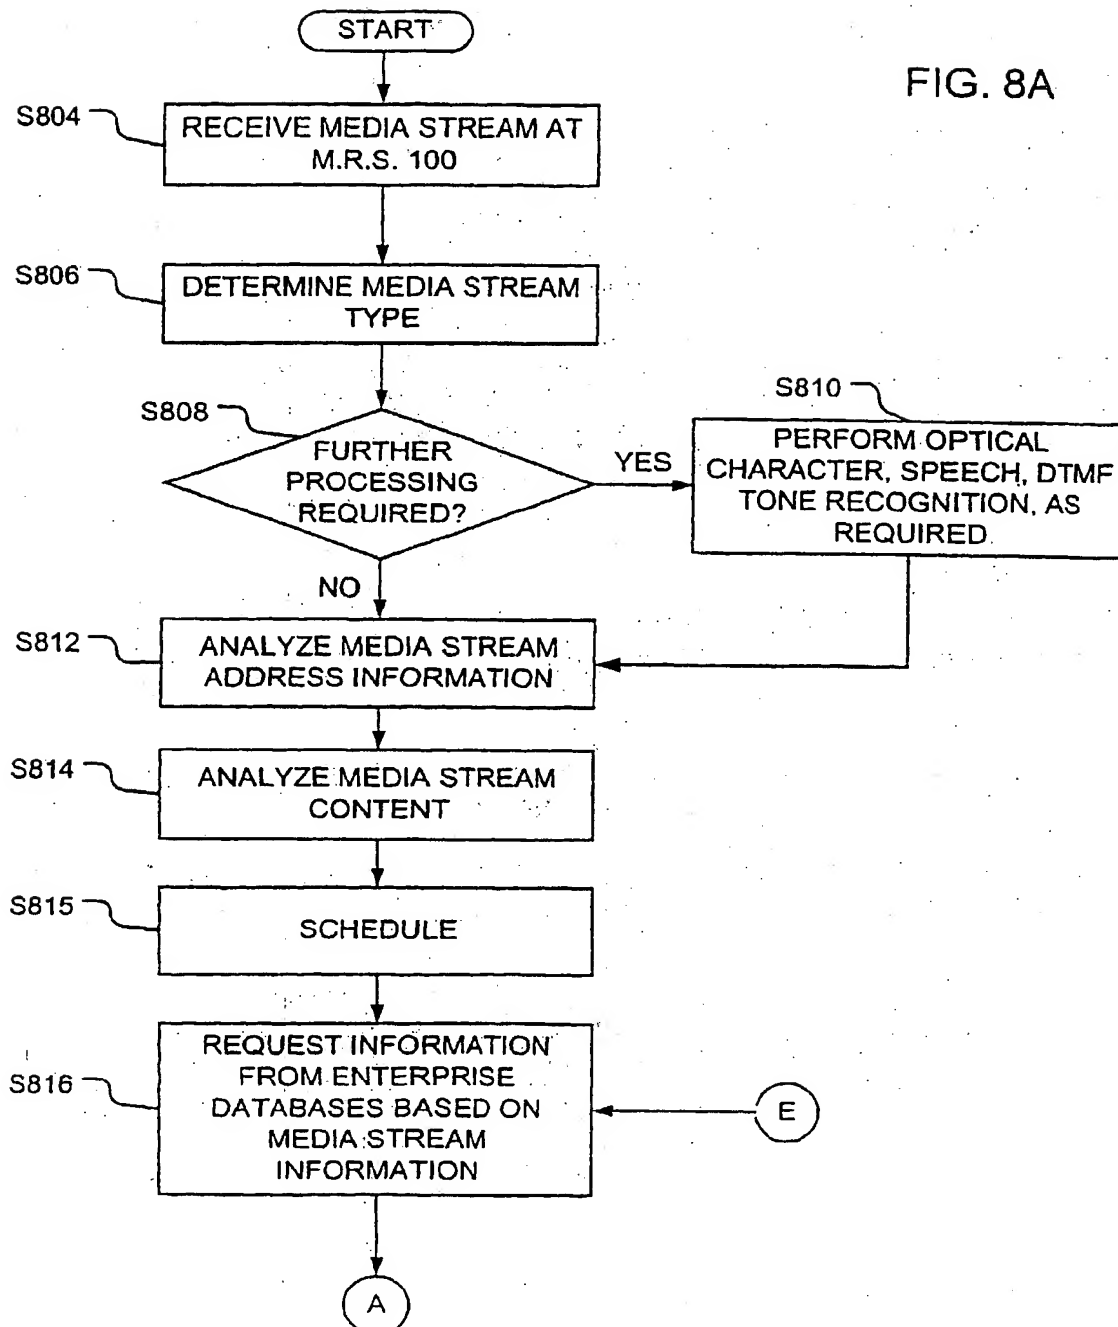 START
FIG. 8A
S804
RECEIVE MEDIA STREAM AT
M.R.S. 100
S806
DETERMINE MEDIA STREAM
TYPE
S808
FURTHER
PROCESSING
REQUIRED?
YES
S810
PERFORM OPTICAL
CHARACTER, SPEECH, DTMF
TONE RECOGNITION, AS
REQUIRED
NO
S812
ANALYZE MEDIA STREAM
ADDRESS INFORMATION
S814
ANALYZE MEDIA STREAM
CONTENT
S815
SCHEDULE
S816
REQUEST INFORMATION
FROM ENTERPRISE
DATABASES BASED ON
MEDIA STREAM
INFORMATION
E
A